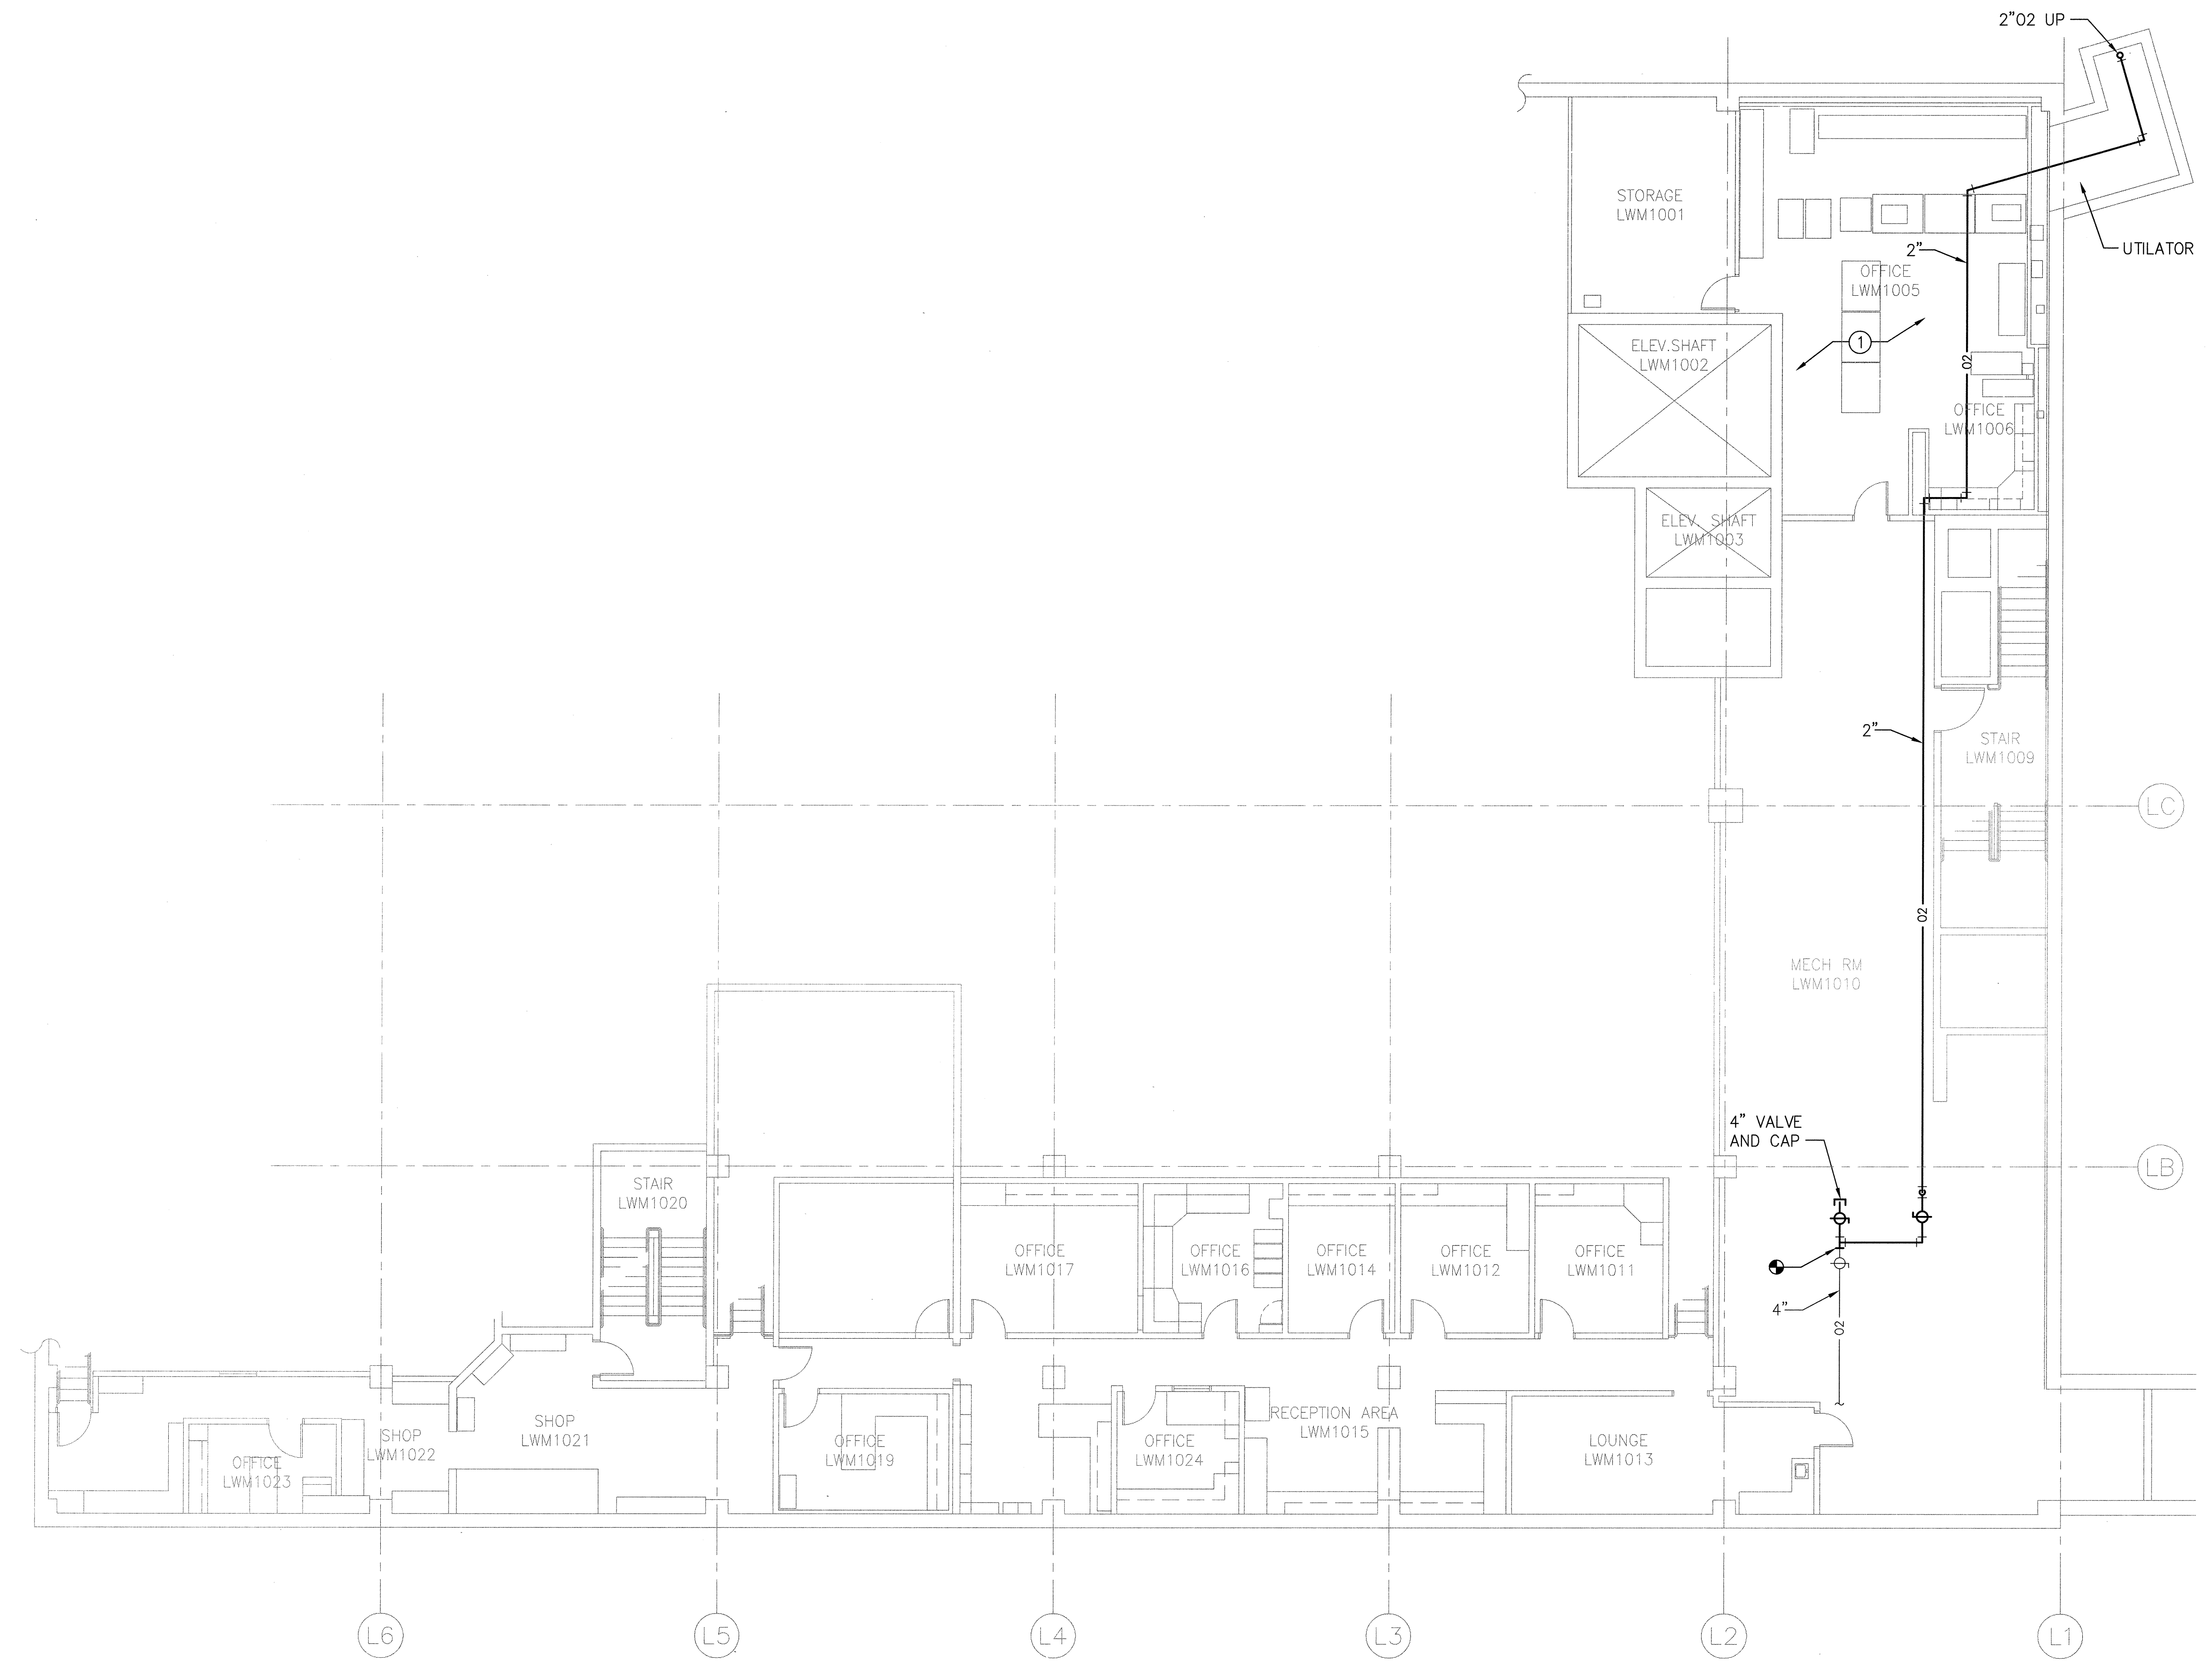 2"O2 UP
STORAGE
LWM1001
2"
UTILATOR
OFFICE
LWM1005
ELEV.SHAFT
LWM1002
1
O2
OFFICE
LWM1006
ELEV. SHAFT
LWM1003
2"
STAIR
LWM1009
LC
O2
MECH RM
LWM1010
4" VALVE
AND CAP
LB
STAIR
LWM1020
OFFICE
LWM1017
OFFICE
LWM1016
OFFICE
LWM1014
OFFICE
LWM1012
OFFICE
LWM1011
4"
O2
SHOP
LWM1022
SHOP
LWM1021
OFFICE
LWM1023
OFFICE
LWM1019
OFFICE
LWM1024
RECEPTION AREA
LWM1015
LOUNGE
LWM1013
L6
L5
L4
L3
L2
L1